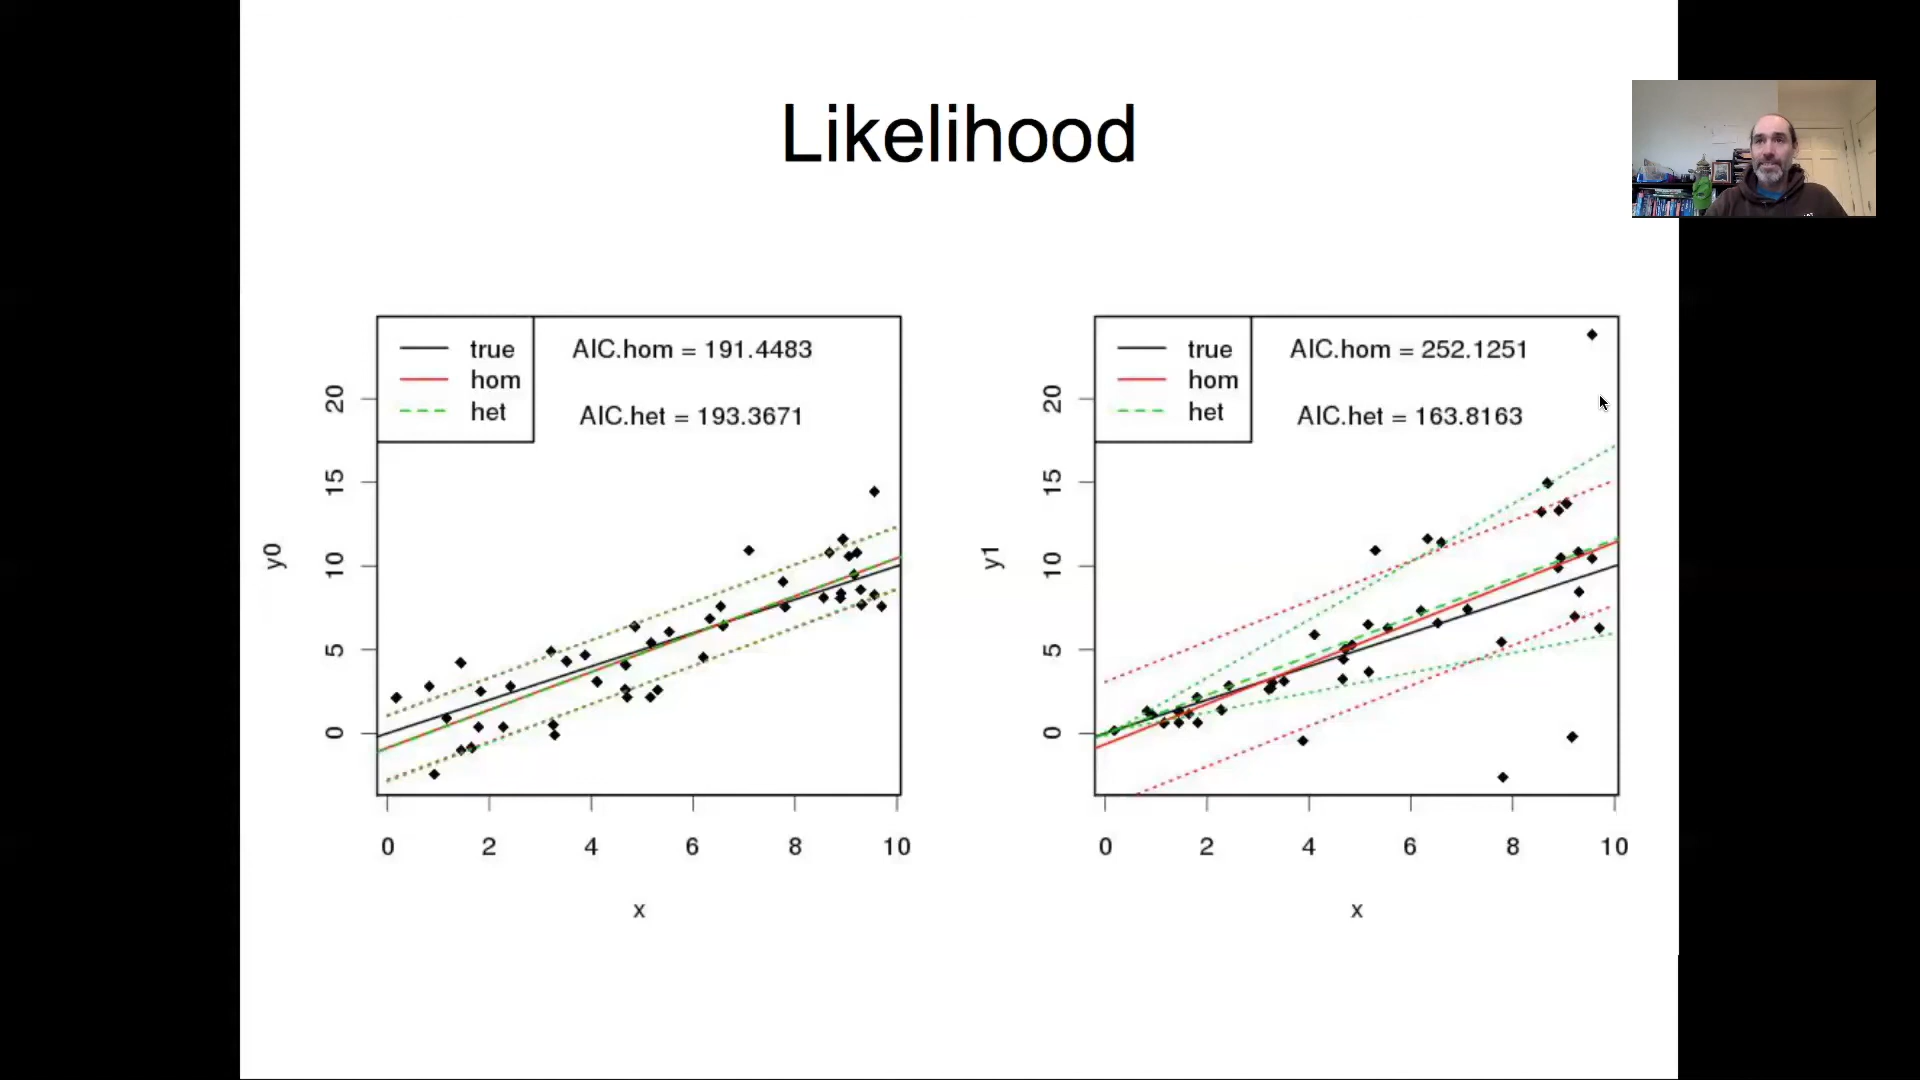 Likelihood
true
hom
het
AIC.hom = 191.4483
AIC.het = 193.3671
y0
20
15
10
5
0
0 2 4 6 8 10
x
true
hom
het
AIC.hom = 252.1251
AIC.het = 163.8163
y1
20
15
10
5
0
0 2 4 6 8 10
x